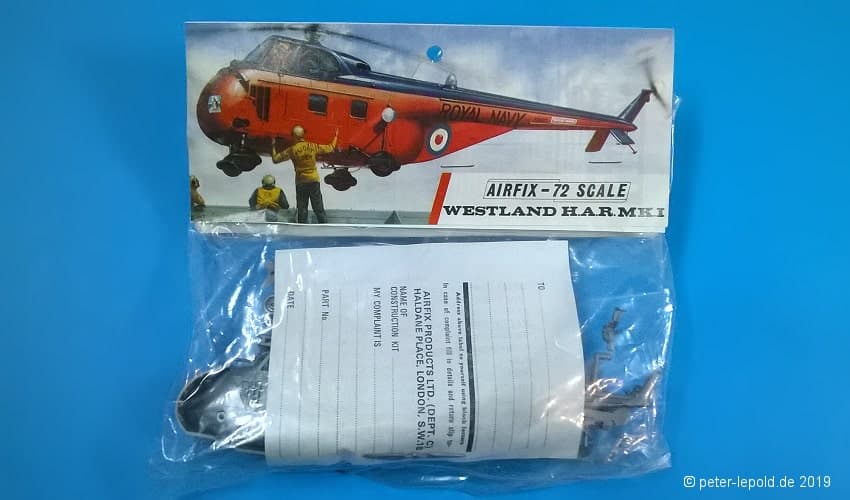 ROYAL NAVY
AIRFIX-72 SCALE
WESTLAND H.A.R. MK I
TO
Address above label to yourself using block letters
In case of complaint fill in details and return slip to-
AIRFIX PRODUCTS LTD. (DEPT. C)
HALDANE PLACE, LONDON, S.W.18
NAME OF
CONSTRUCTION KIT
MY COMPLAINT IS
PART. No.
DATE
© peter-lepold.de 2019